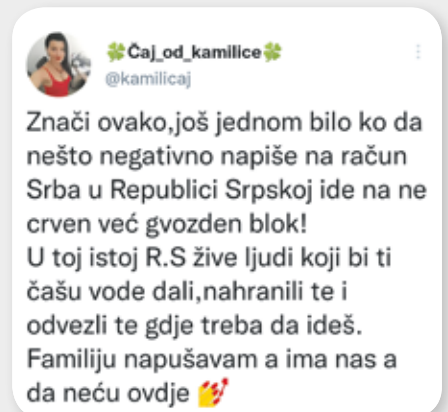 🍀Čaj_od_kamilice🍀
@kamilicaj
Znači ovako,još jednom bilo ko da
nešto negativno napiše na račun
Srba u Republici Srpskoj ide na ne
crven već gvozden blok!
U toj istoj R.S žive ljudi koji bi ti
čašu vode dali,nahranili te i
odvezli te gdje treba da ideš.
Familiju napušavam a ima nas a
da neću ovdje 💅